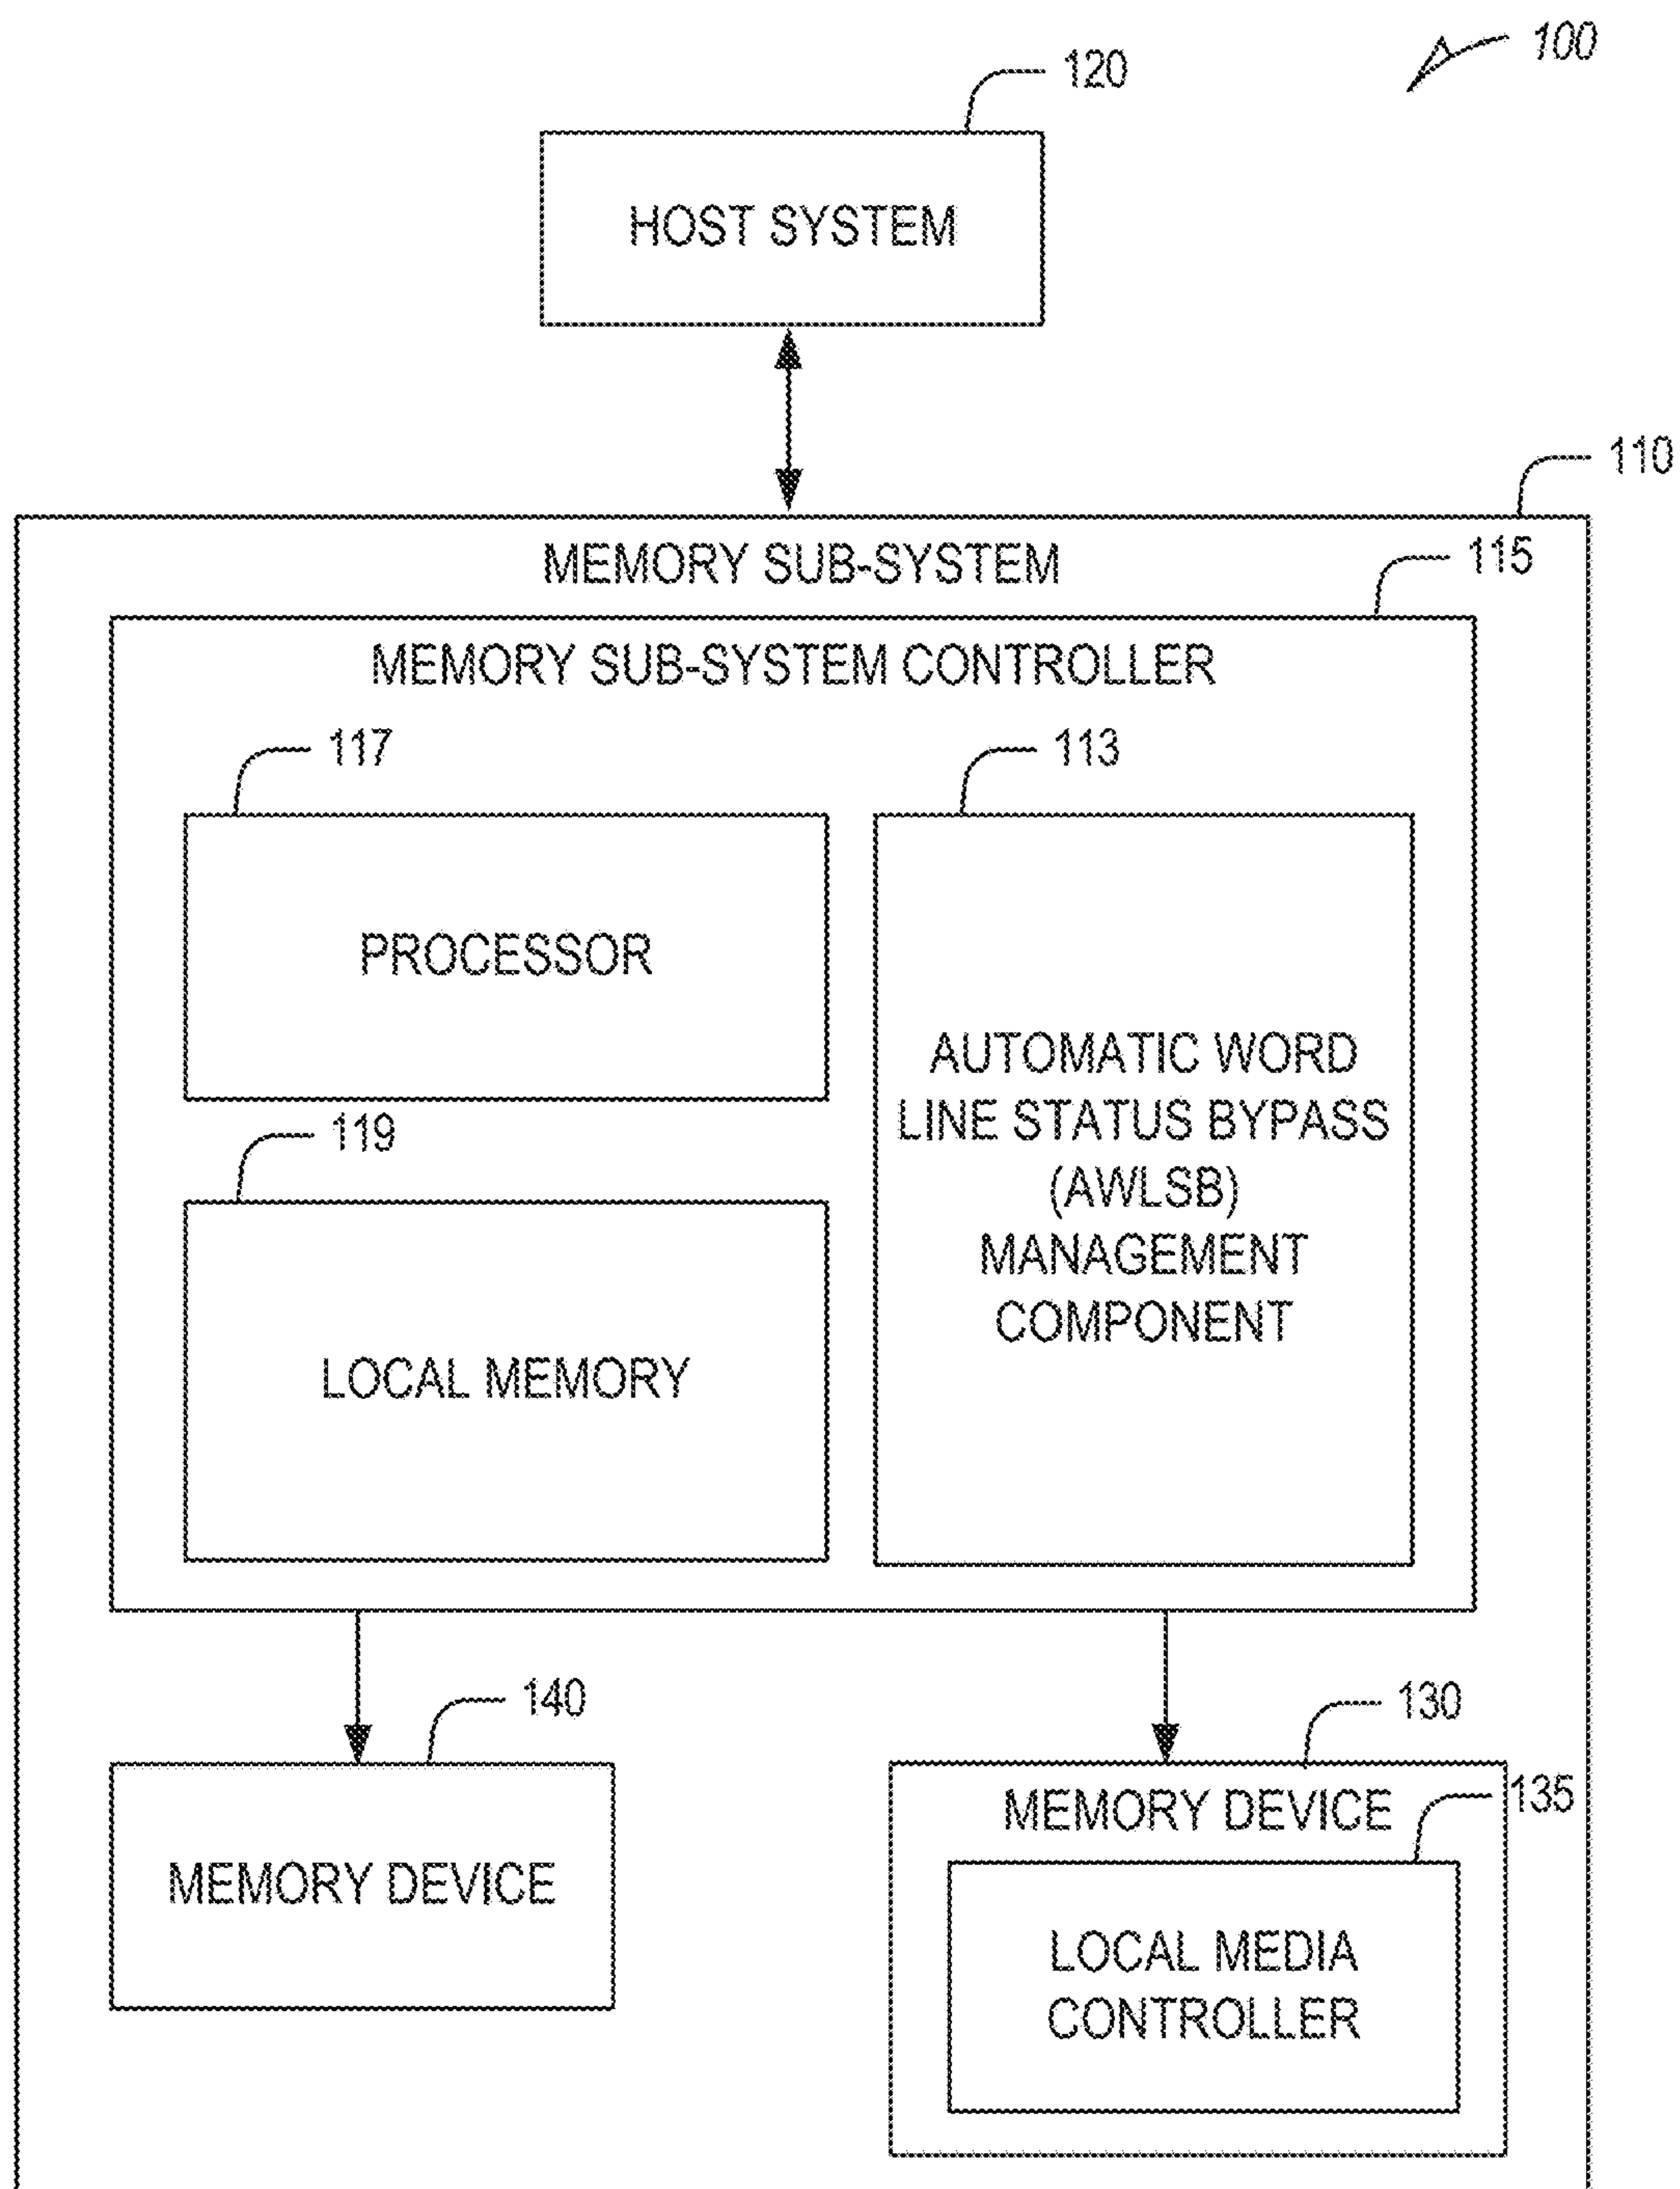 100
120
HOST SYSTEM
110
MEMORY SUB-SYSTEM
115
MEMORY SUB-SYSTEM CONTROLLER
117
113
PROCESSOR
AUTOMATIC WORD
LINE STATUS BYPASS
(AWLSB)
MANAGEMENT
COMPONENT
119
LOCAL MEMORY
140
130
MEMORY DEVICE
MEMORY DEVICE
135
LOCAL MEDIA
CONTROLLER